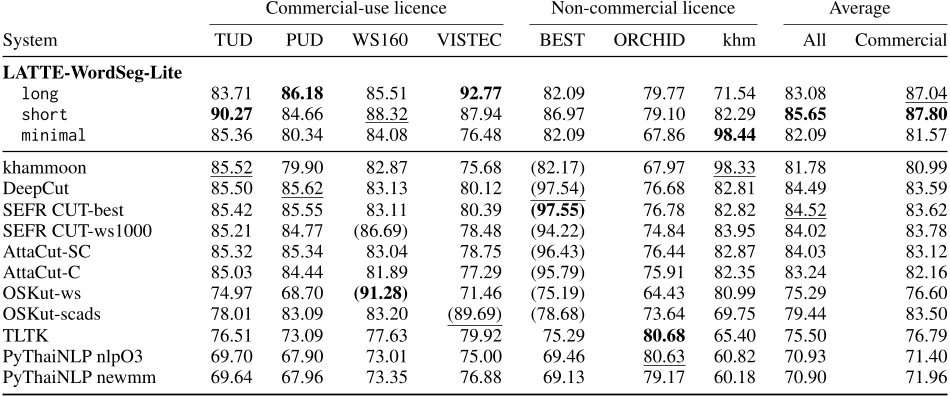 Commercial-use licence Non-commercial licence Average
System TUD PUD WS160 VISTEC BEST ORCHID khm All Commercial
LATTE-WordSeg-Lite
long 83.71 86.18 85.51 92.77 82.09 79.77 71.54 83.08 87.04
short 90.27 84.66 88.32 87.94 86.97 79.10 82.29 85.65 87.80
minimal 85.36 80.34 84.08 76.48 82.09 67.86 98.44 82.09 81.57
khammoon 85.52 79.90 82.87 75.68 (82.17) 67.97 98.33 81.78 80.99
DeepCut 85.50 85.62 83.13 80.12 (97.54) 76.68 82.81 84.49 83.59
SEFR CUT-best 85.42 85.55 83.11 80.39 (97.55) 76.78 82.82 84.52 83.62
SEFR CUT-ws1000 85.21 84.77 (86.69) 78.48 (94.22) 74.84 83.95 84.02 83.78
AttaCut-SC 85.32 85.34 83.04 78.75 (96.43) 76.44 82.87 84.03 83.12
AttaCut-C 85.03 84.44 81.89 77.29 (95.79) 75.91 82.35 83.24 82.16
OSKut-ws 74.97 68.70 (91.28) 71.46 (75.19) 64.43 80.99 75.29 76.60
OSKut-scads 78.01 83.09 83.20 (89.69) (78.68) 73.64 69.75 79.44 83.50
TLTK 76.51 73.09 77.63 79.92 75.29 80.68 65.40 75.50 76.79
PyThaiNLP nlpO3 69.70 67.90 73.01 75.00 69.46 80.63 60.82 70.93 71.40
PyThaiNLP newmm 69.64 67.96 73.35 76.88 69.13 79.17 60.18 70.90 71.96